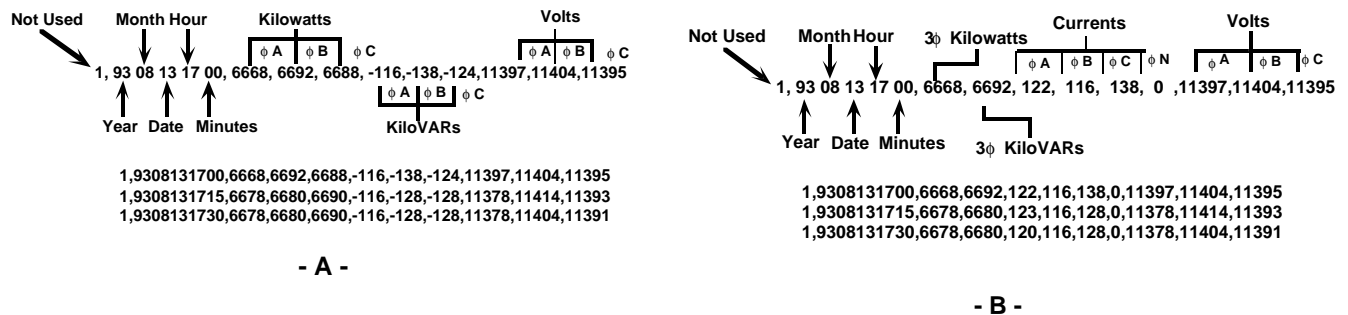 Not Used
Month Hour
Kilowatts
Volts
ϕ A ϕ B ϕ C
ϕ A ϕ B ϕ C
1, 93 08 13 17 00, 6668, 6692, 6688, -116,-138,-124,11397,11404,11395
ϕ A ϕ B ϕ C
Year Date Minutes
KiloVARs
1,9308131700,6668,6692,6688,-116,-138,-124,11397,11404,11395
1,9308131715,6678,6680,6690,-116,-128,-128,11378,11414,11393
1,9308131730,6678,6680,6690,-116,-128,-128,11378,11404,11391
- A -
Not Used
Month Hour
3ϕ Kilowatts
Currents
Volts
ϕ A ϕ B ϕ C ϕ N
ϕ A ϕ B ϕ C
1, 93 08 13 17 00, 6668, 6692, 122, 116, 138, 0 ,11397,11404,11395
Year Date Minutes
3ϕ KiloVARs
1,9308131700,6668,6692,122,116,138,0,11397,11404,11395
1,9308131715,6678,6680,123,116,128,0,11378,11414,11393
1,9308131730,6678,6680,120,116,128,0,11378,11404,11391
- B -